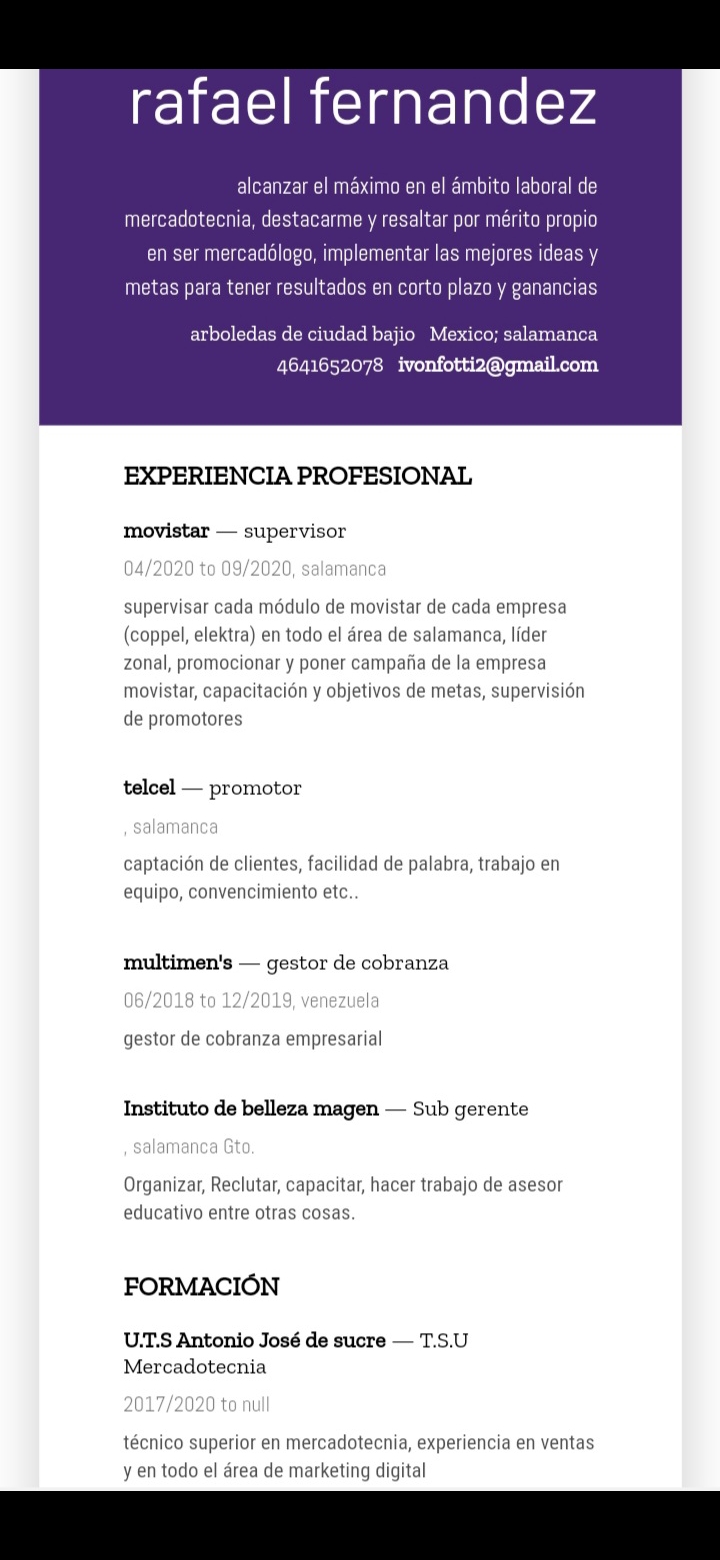 rafael fernandez
alcanzar el máximo en el ámbito laboral de
mercadotecnia, destacarme y resaltar por mérito propio
en ser mercadólogo, implementar las mejores ideas y
metas para tener resultados en corto plazo y ganancias
arboledas de ciudad bajio Mexico; salamanca
4641652078 ivonfotti2@gmail.com
EXPERIENCIA PROFESIONAL
movistar — supervisor
04/2020 to 09/2020, salamanca
supervisar cada módulo de movistar de cada empresa
(coppel, elektra) en todo el área de salamanca, líder
zonal, promocionar y poner campaña de la empresa
movistar, capacitación y objetivos de metas, supervisión
de promotores
telcel — promotor
, salamanca
captación de clientes, facilidad de palabra, trabajo en
equipo, convencimiento etc..
multimen's — gestor de cobranza
06/2018 to 12/2019, venezuela
gestor de cobranza empresarial
Instituto de belleza magen — Sub gerente
, salamanca Gto.
Organizar, Reclutar, capacitar, hacer trabajo de asesor
educativo entre otras cosas.
FORMACIÓN
U.T.S Antonio José de sucre — T.S.U
Mercadotecnia
2017/2020 to null
técnico superior en mercadotecnia, experiencia en ventas
y en todo el área de marketing digital